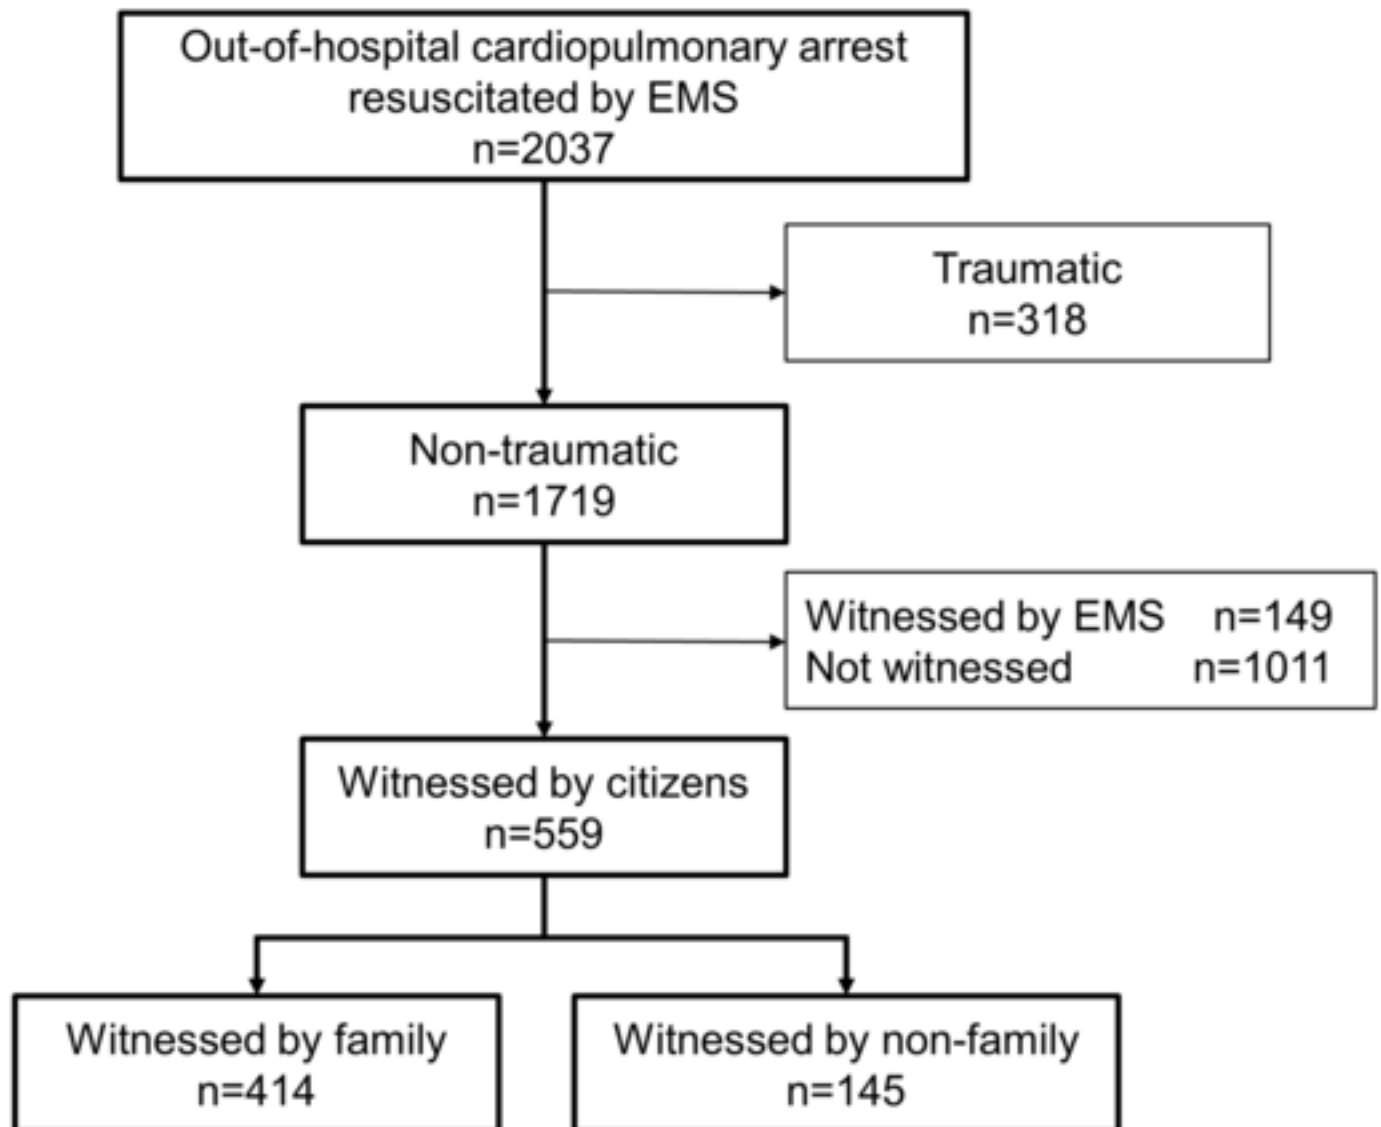 Out-of-hospital cardiopulmonary arrest
resuscitated by EMS
n=2037
Traumatic
n=318
Non-traumatic
n=1719
Witnessed by EMS n=149
Not witnessed n=1011
Witnessed by citizens
n=559
Witnessed by family
n=414
Witnessed by non-family
n=145